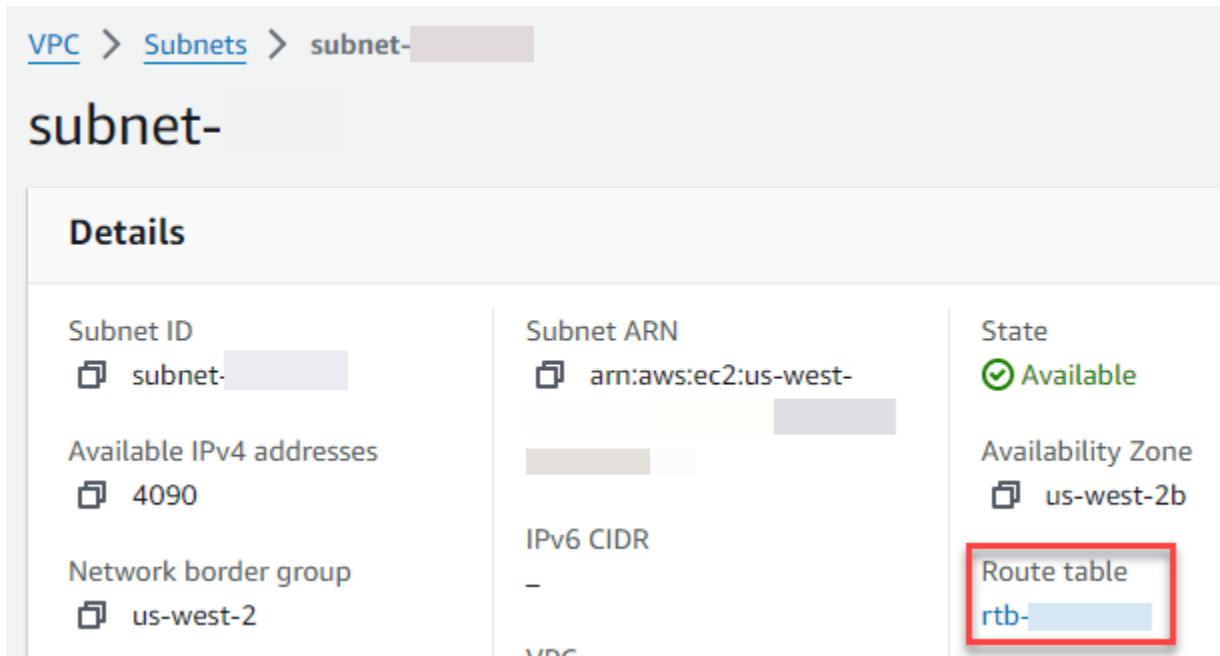 VPC > Subnets > subnet-
subnet-
Details
Subnet ID
subnet-
Available IPv4 addresses
4090
Network border group
us-west-2
Subnet ARN
arn:aws:ec2:us-west-
IPv6 CIDR
–
VPC
State
Available
Availability Zone
us-west-2b
Route table
rtb-